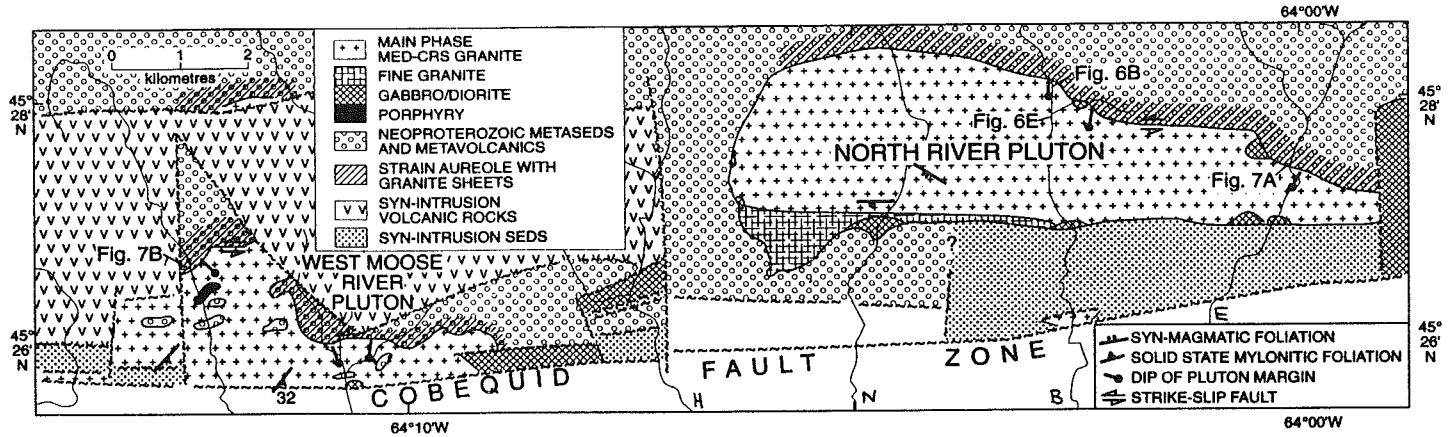 64°00'W
0 1 2
kilometres
45°
28'
N
MAIN PHASE
MED-CRS GRANITE
FINE GRANITE
GABBRO/DIORITE
PORPHYRY
NEOPROTEROZOIC METASEDS
AND METAVOLCANICS
STRAIN AUREOLE WITH
GRANITE SHEETS
SYN-INTRUSION
VOLCANIC ROCKS
SYN-INTRUSION SEDS
Fig. 6B
Fig. 6E
45°
28'
N
NORTH RIVER PLUTON
Fig. 7A
Fig. 7B
WEST MOOSE
RIVER
PLUTON
?
45°
26'
N
32
COBEQUID FAULT ZONE
H
N
B
E
45°
26'
N
SYN-MAGMATIC FOLIATION
SOLID STATE MYLONITIC FOLIATION
DIP OF PLUTON MARGIN
STRIKE-SLIP FAULT
64°10'W
64°00'W